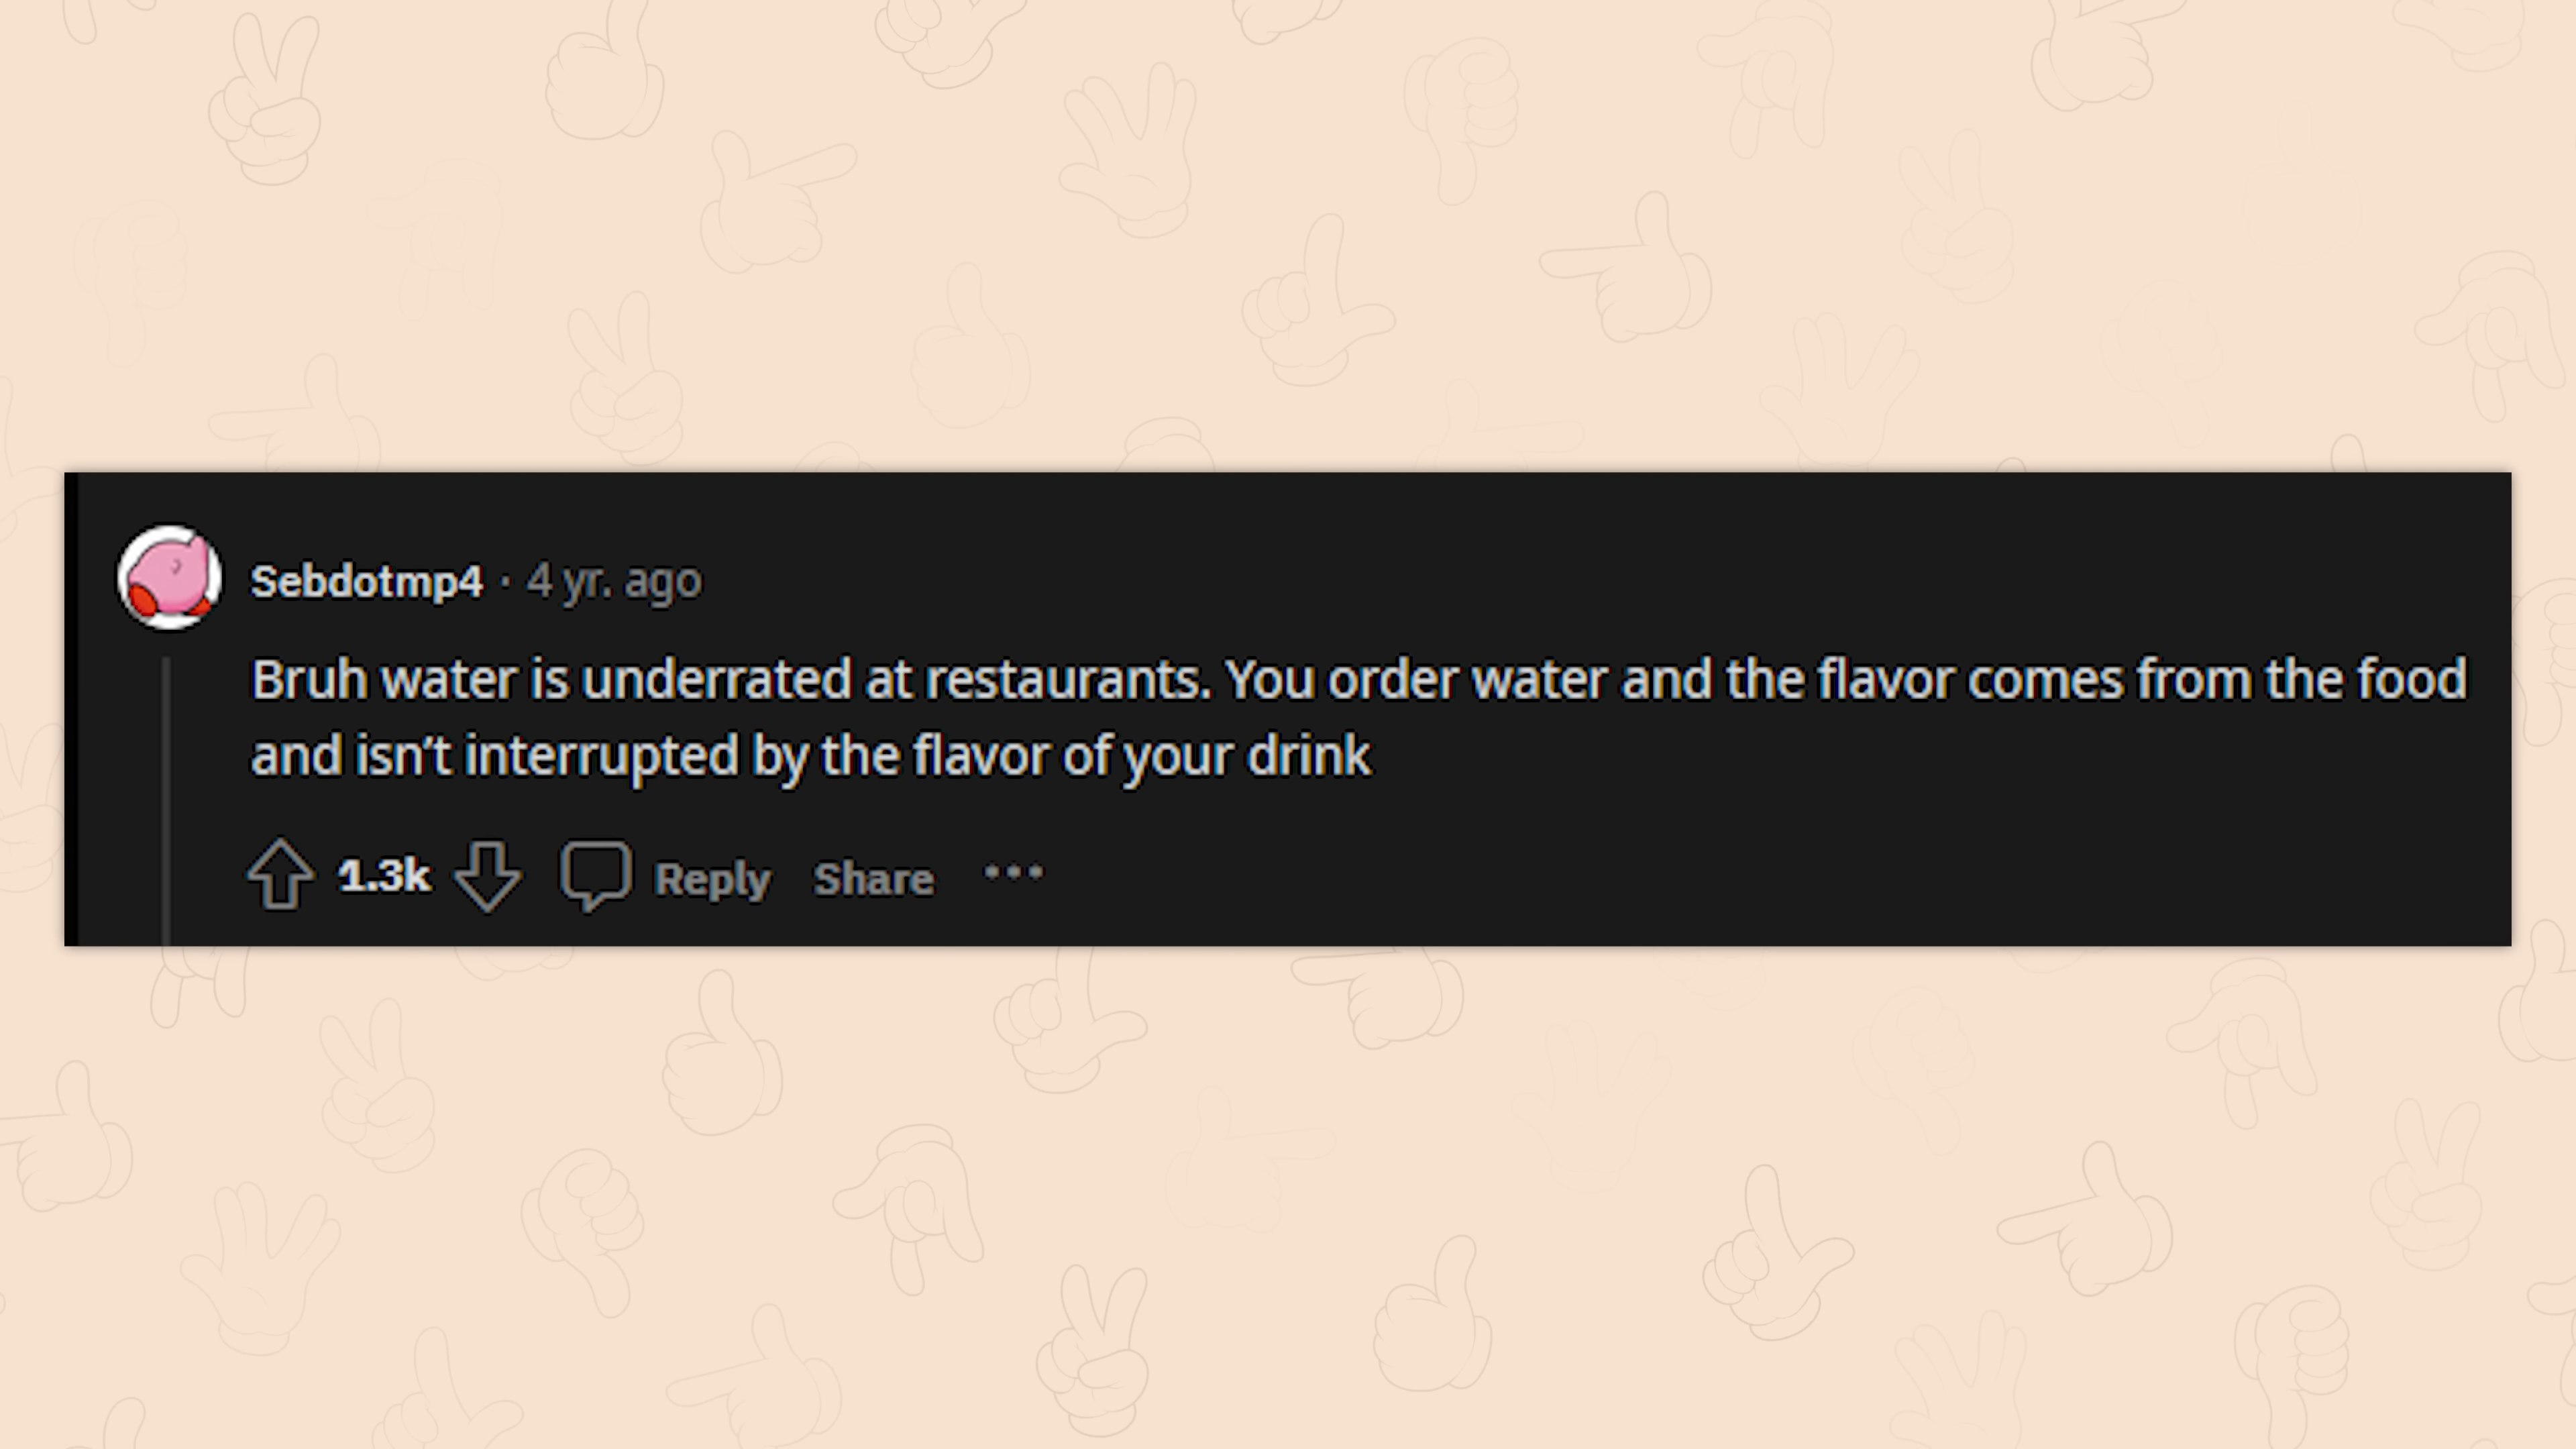 Sebdotmp4 · 4 yr. ago
Bruh water is underrated at restaurants. You order water and the flavor comes from the food
and isn’t interrupted by the flavor of your drink
1.3k Reply Share ···